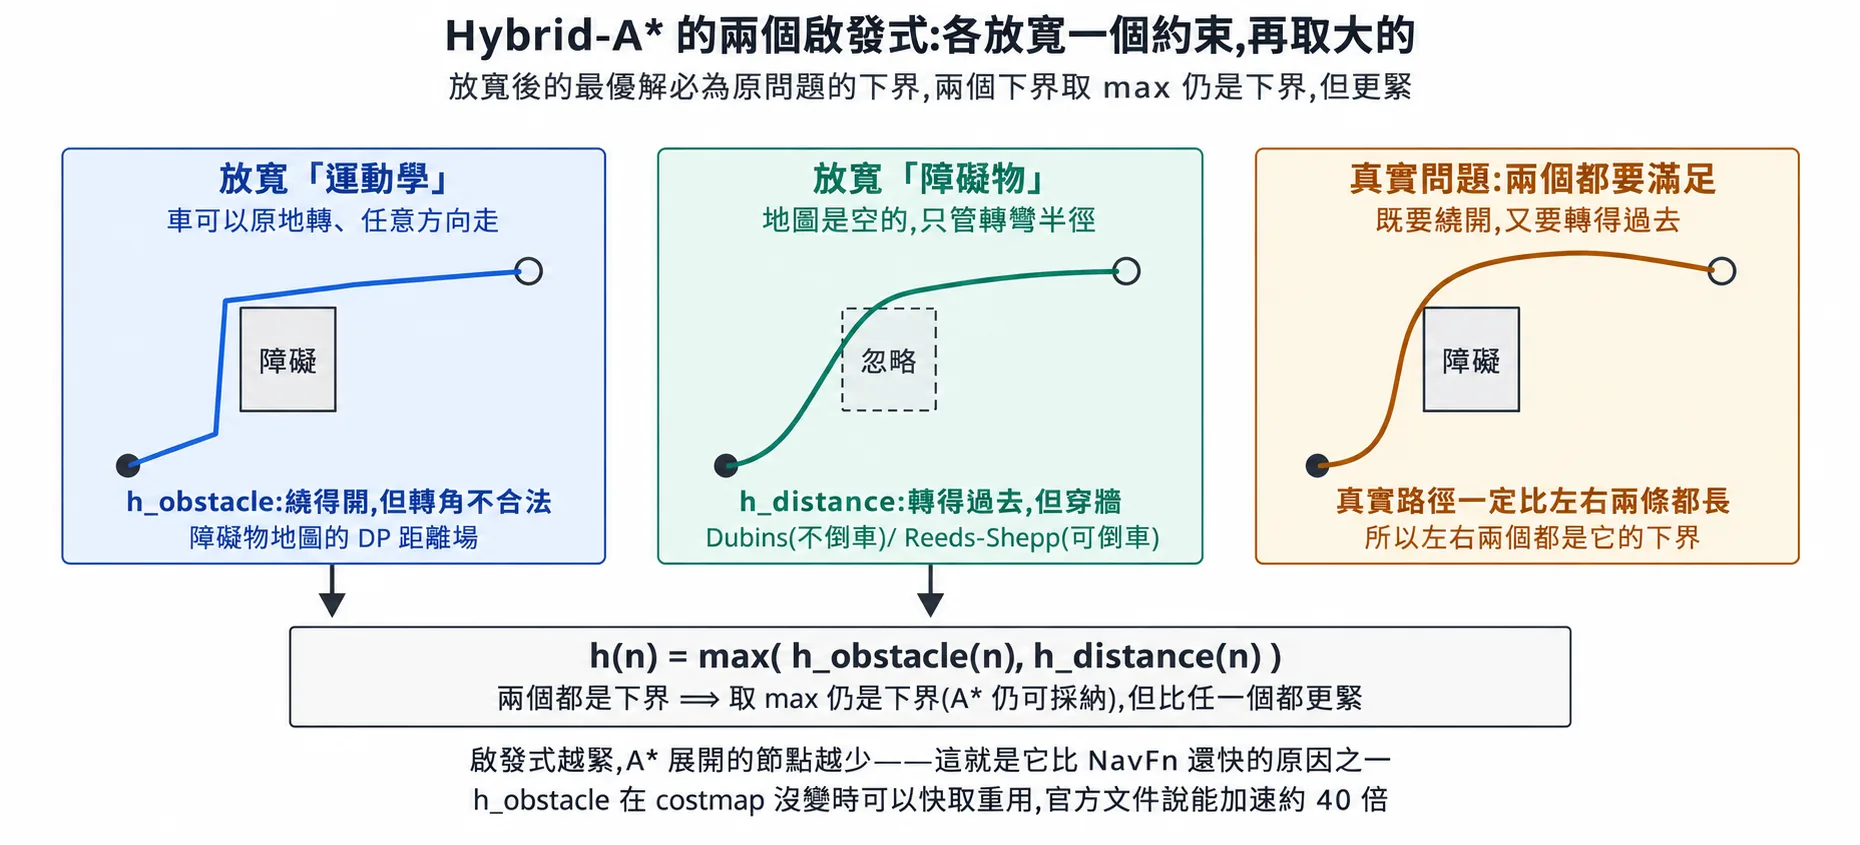 Hybrid-A* 的兩個啟發式:各放寬一個約束,再取大的
放寬後的最優解必為原問題的下界,兩個下界取 max 仍是下界,但更緊
放寬「運動學」
車可以原地轉、任意方向走
障礙
h_obstacle:繞得開,但轉角不合法
障礙物地圖的 DP 距離場
放寬「障礙物」
地圖是空的,只管轉彎半徑
忽略
h_distance:轉得過去,但穿牆
Dubins(不倒車)/ Reeds-Shepp(可倒車)
真實問題:兩個都要滿足
既要繞開,又要轉得過去
障礙
真實路徑一定比左右兩條都長
所以左右兩個都是它的下界
h(n) = max( h_obstacle(n), h_distance(n) )
兩個都是下界 ⟹ 取 max 仍是下界(A* 仍可採納),但比任一個都更緊
啟發式越緊,A* 展開的節點越少——這就是它比 NavFn 還快的原因之一
h_obstacle 在 costmap 沒變時可以快取重用,官方文件說能加速約 40 倍